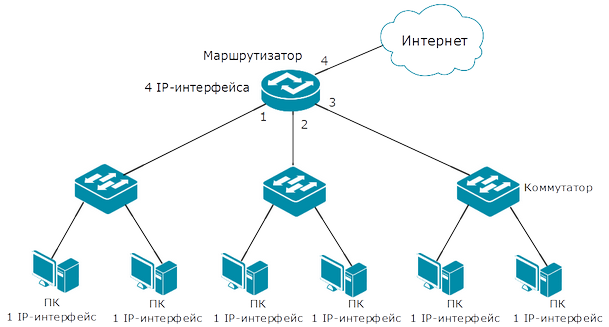 Интернет
Маршрутизатор
4
4 IP-интерфейса
1
2
3
Коммутатор
ПК
ПК
ПК
ПК
ПК
ПК
1 IP-интерфейс
1 IP-интерфейс
1 IP-интерфейс
1 IP-интерфейс
1 IP-интерфейс
1 IP-интерфейс